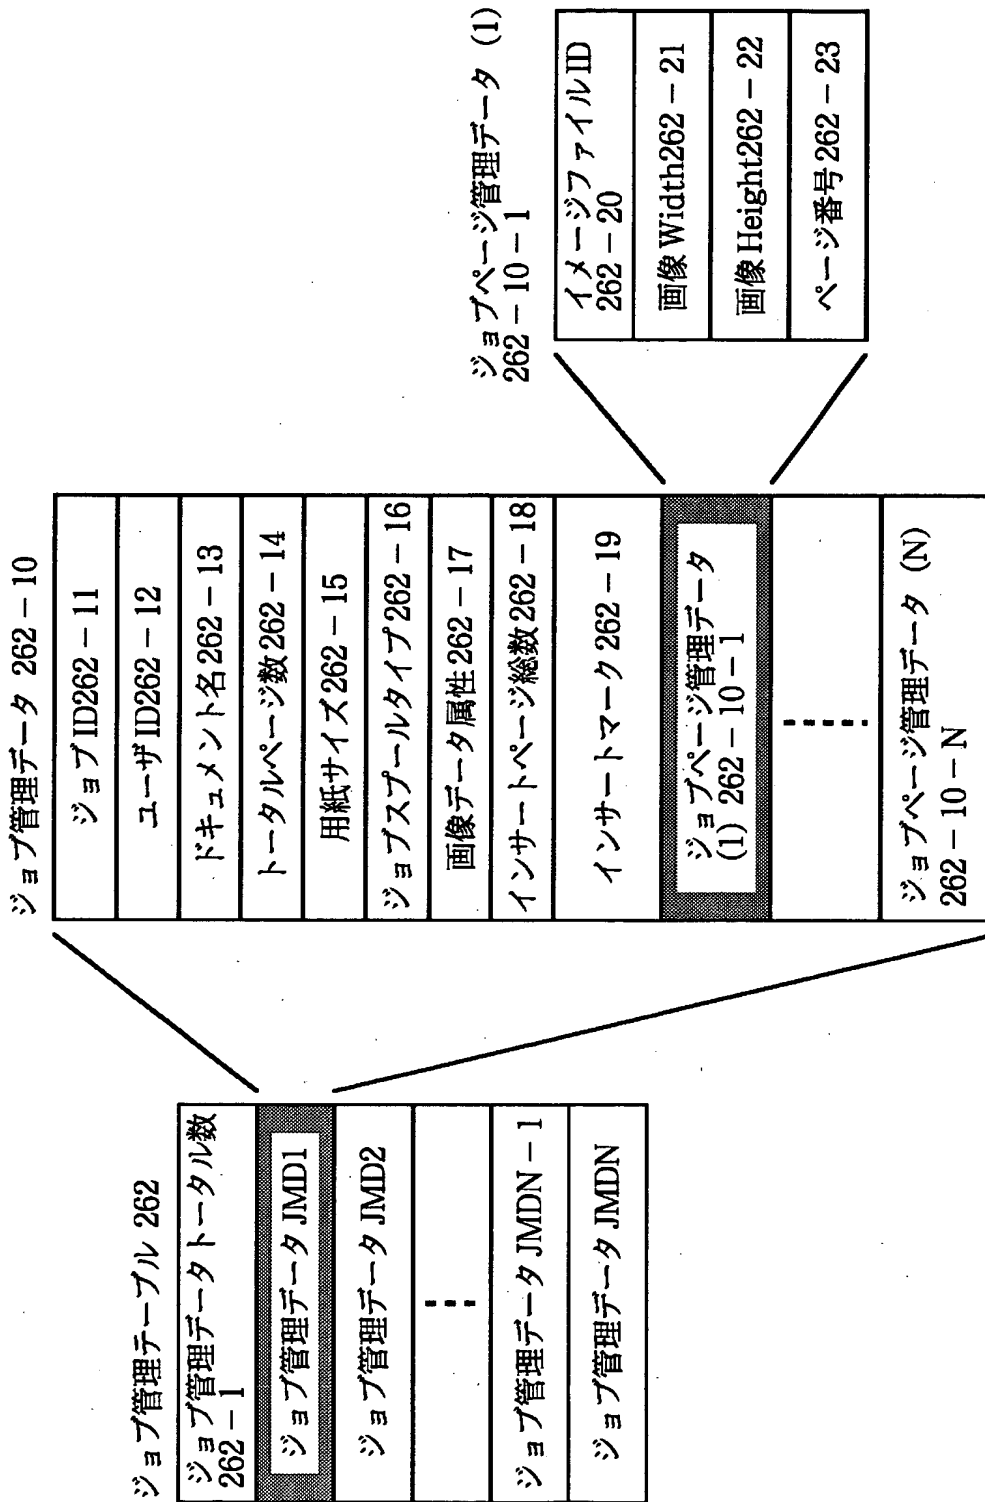 ジョブ管理テーブル 262
ジョブ管理データトータル数
262－1
ジョブ管理データ JMD1
ジョブ管理データ JMD2
ジョブ管理データ JMDN－1
ジョブ管理データ JMDN
ジョブ管理データ 262－10
ジョブID262－11
ユーザID262－12
ドキュメント名262－13
トータルページ数262－14
用紙サイズ262－15
ジョブスプールタイプ262－16
画像データ属性262－17
インサートページ総数262－18
インサートマーク262－19
ジョブページ管理データ
(1) 262－10－1
ジョブページ管理データ (N)
262－10－N
ジョブページ管理データ (1)
262－10－1
イメージファイルID
262－20
画像Width262－21
画像Height262－22
ページ番号262－23